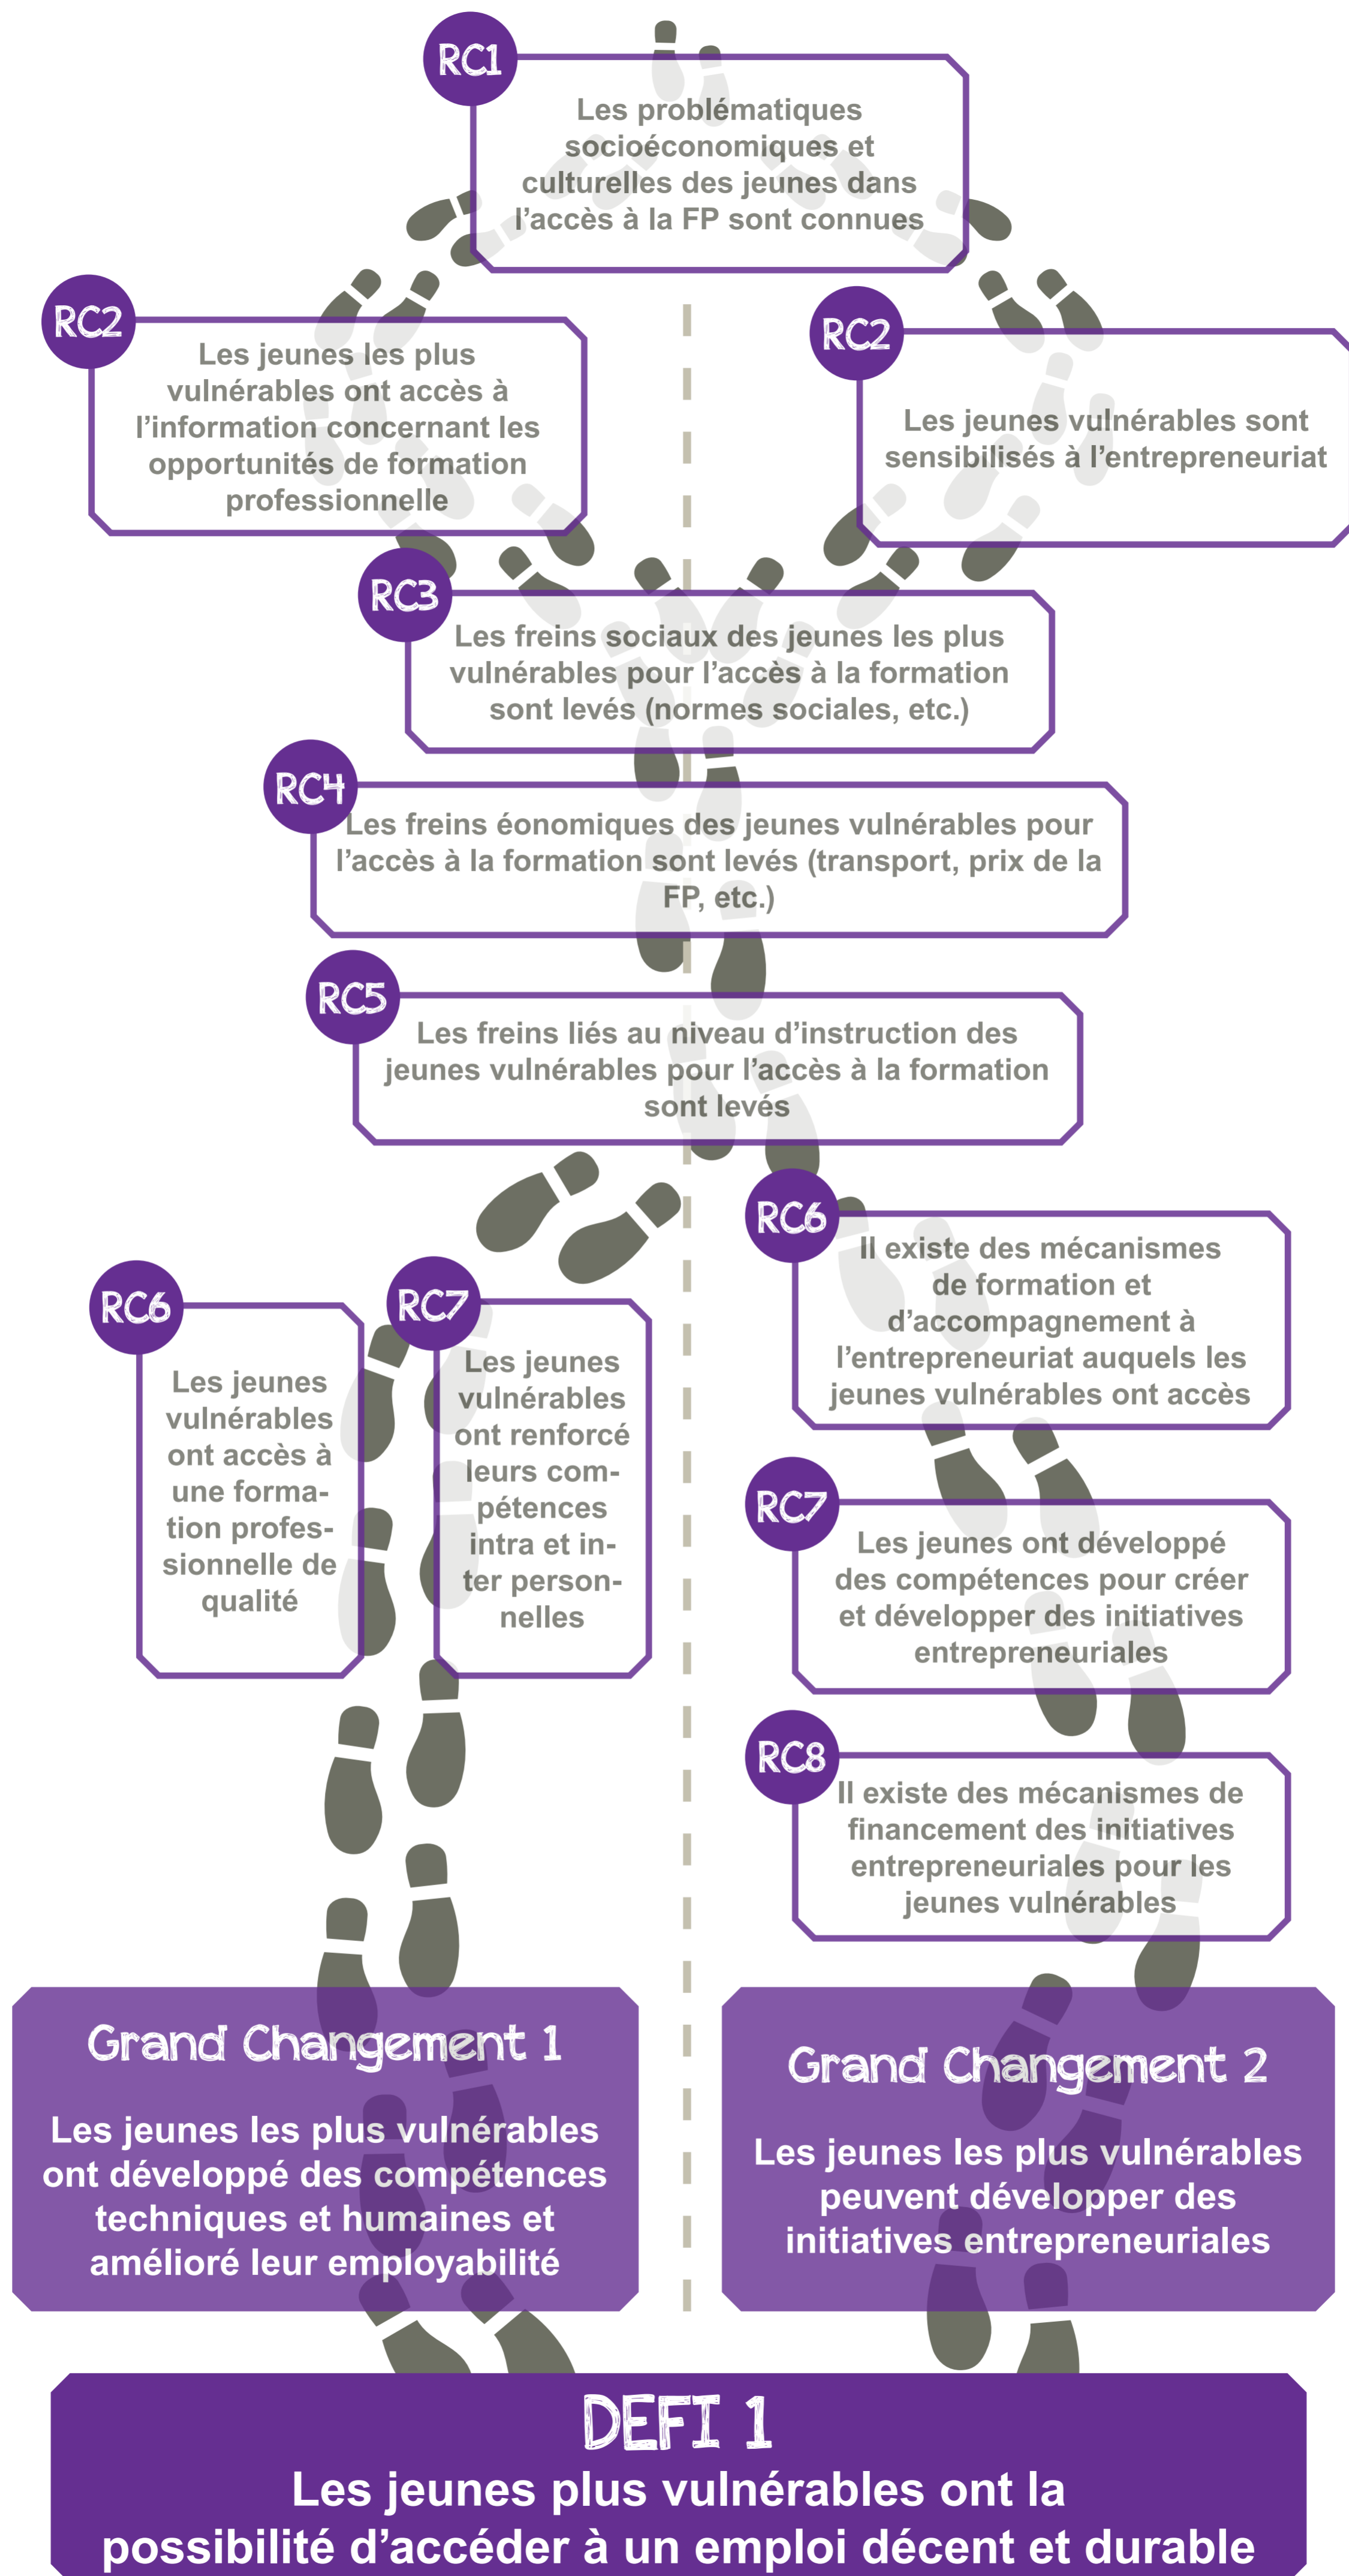 RC1
Les problématiques
socioéconomiques et
culturelles des jeunes dans
l'accès à la FP sont connues
RC2
Les jeunes les plus
vulnérables ont accès à
l'information concernant les
opportunités de formation
professionnelle
RC2
Les jeunes vulnérables sont
sensibilisés à l'entrepreneuriat
RC3
Les freins sociaux des jeunes les plus
vulnérables pour l'accès à la formation
sont levés (normes sociales, etc.)
RC4
Les freins éonomiques des jeunes vulnérables pour
l'accès à la formation sont levés (transport, prix de la
FP, etc.)
RC5
Les freins liés au niveau d'instruction des
jeunes vulnérables pour l'accès à la formation
sont levés
RC6
Les jeunes
vulnérables
ont accès à
une forma-
tion profes-
sionnelle de
qualité
RC7
Les jeunes
vulnérables
ont renforcé
leurs com-
pétences
intra et in-
ter person-
nelles
RC6
Il existe des mécanismes
de formation et
d'accompagnement à
l'entrepreneuriat auquels les
jeunes vulnérables ont accès
RC7
Les jeunes ont développé
des compétences pour créer
et développer des initiatives
entrepreneuriales
RC8
Il existe des mécanismes de
financement des initiatives
entrepreneuriales pour les
jeunes vulnérables
Grand Changement 1
Les jeunes les plus vulnérables
ont développé des compétences
techniques et humaines et
amélioré leur employabilité
Grand Changement 2
Les jeunes les plus vulnérables
peuvent développer des
initiatives entrepreneuriales
DEFI 1
Les jeunes plus vulnérables ont la
possibilité d'accéder à un emploi décent et durable